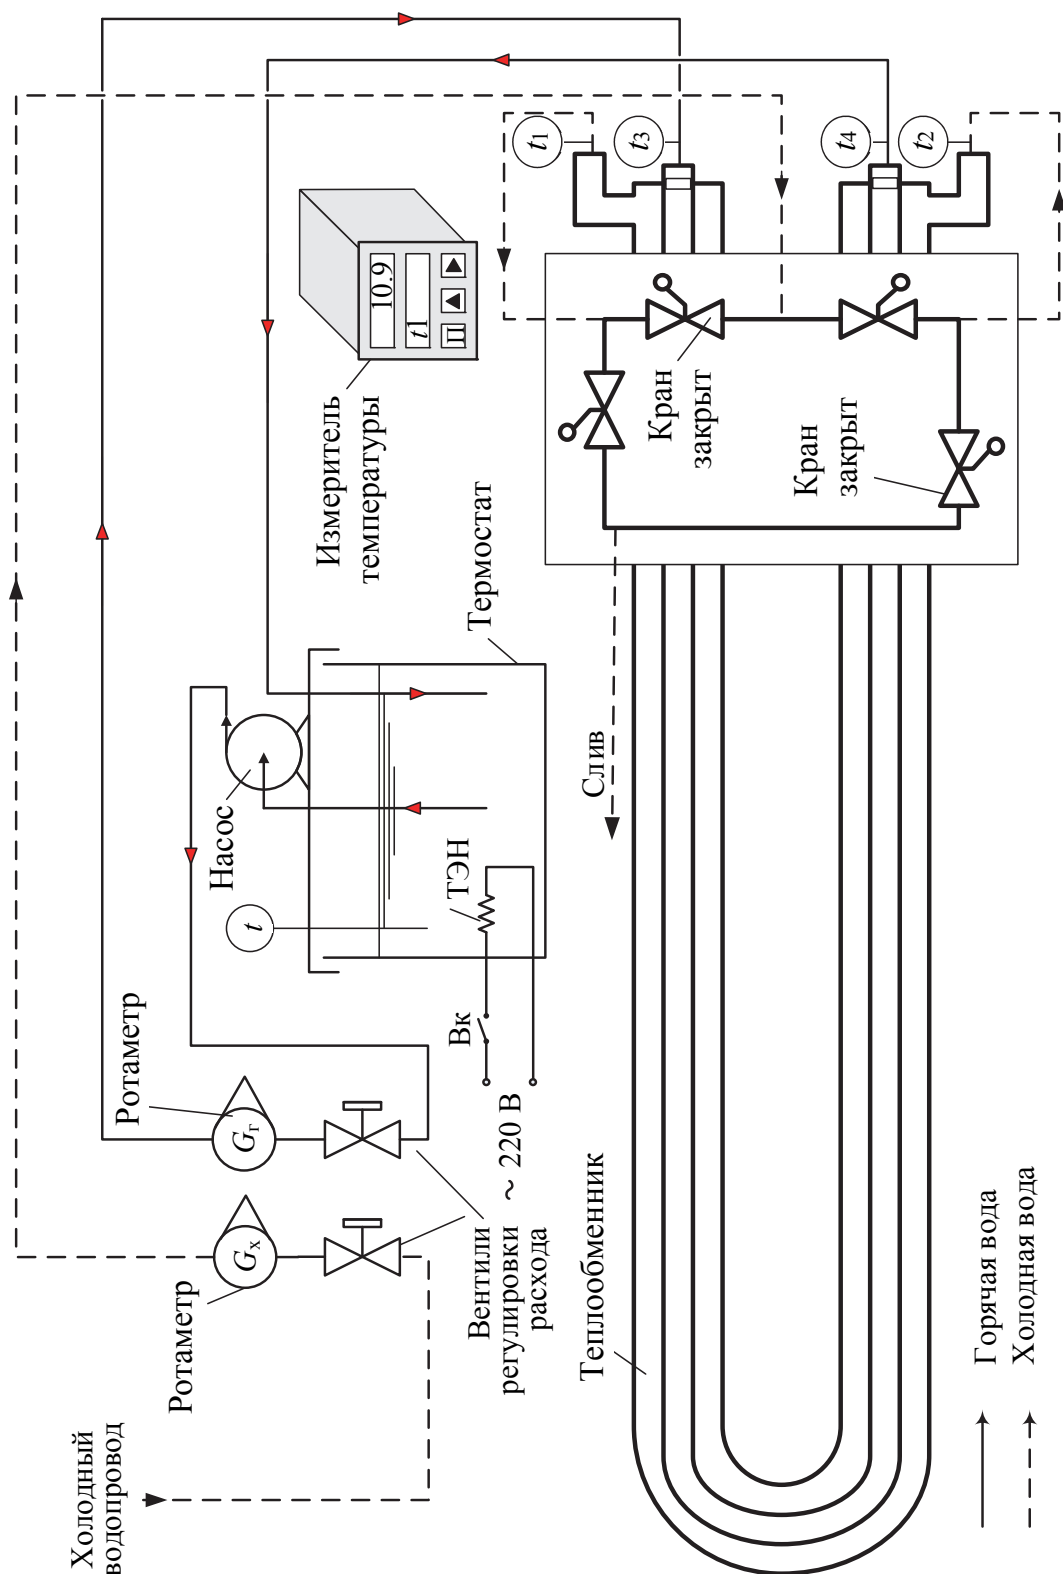 Холодный
водопровод
Ротаметр
Gх
Ротаметр
Gг
Вентили
регулировки
расхода
~ 220 В
Вк
ТЭН
t
Насос
Термостат
Измеритель
температуры
10.9
t1
П
Слив
t1
t3
t4
t2
Кран
закрыт
Кран
закрыт
Теплообменник
Горячая вода
Холодная вода